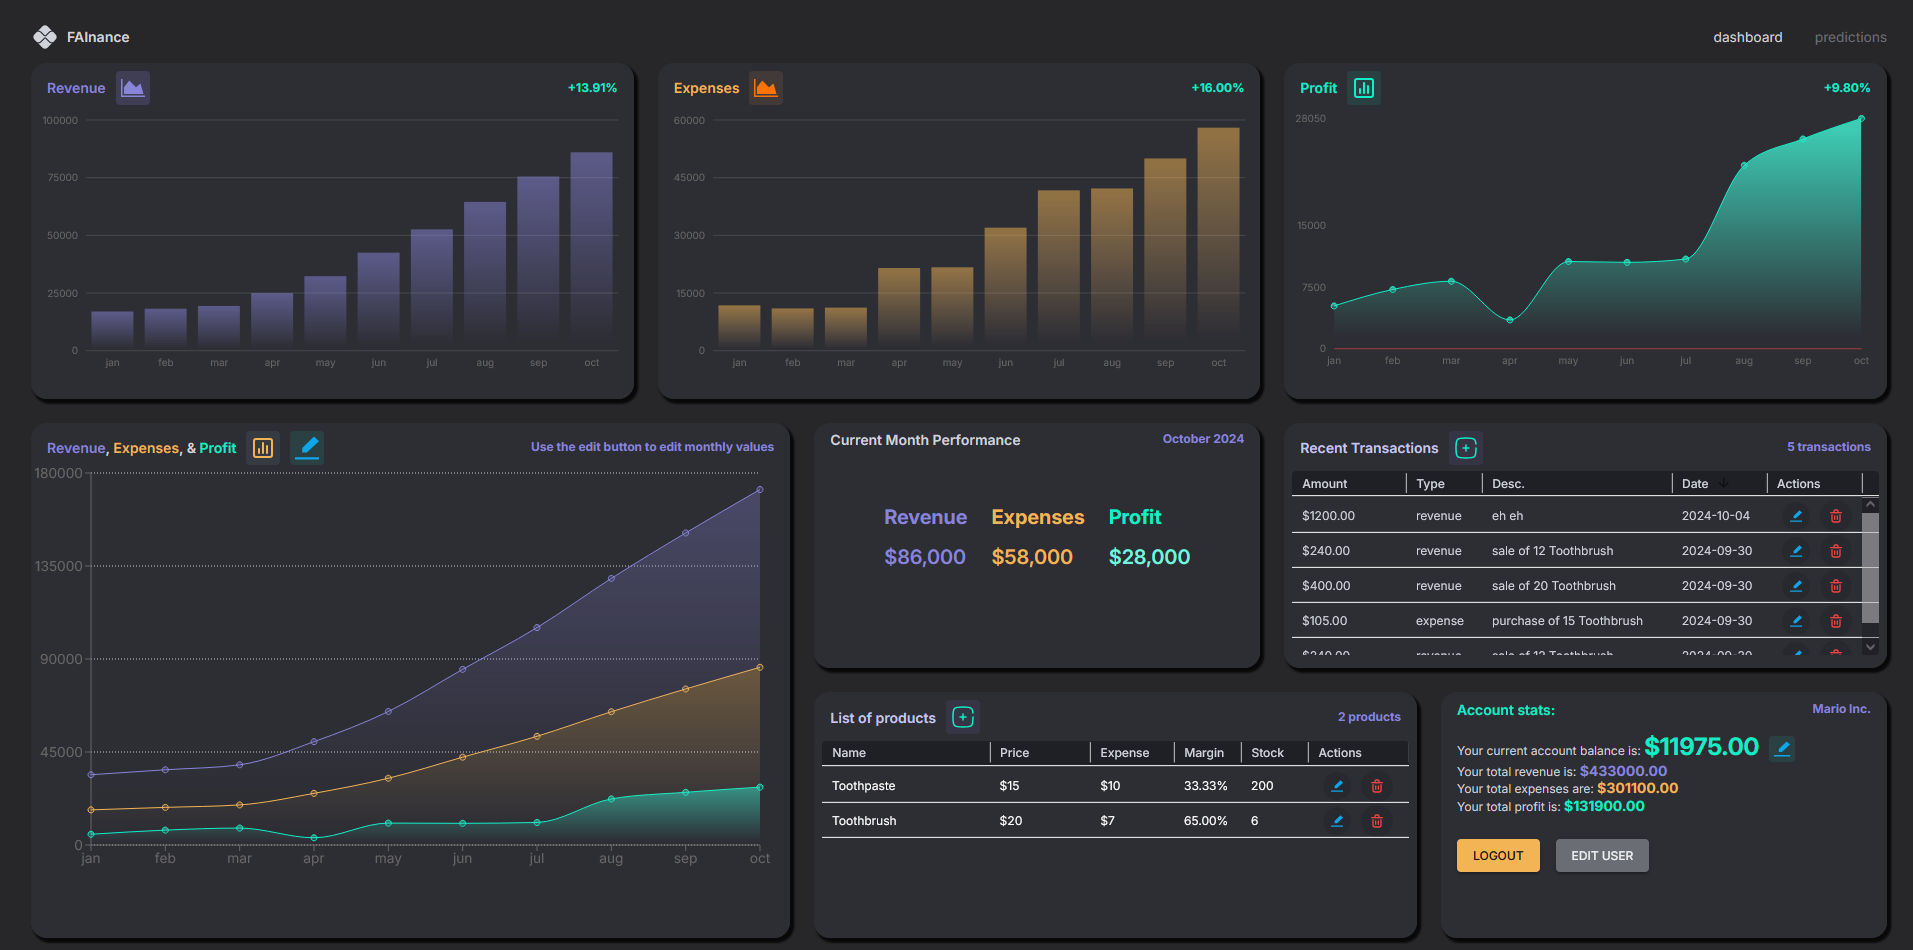 FAInance
dashboard predictions
Revenue +13.91%
100000
75000
50000
25000
0
jan feb mar apr may jun jul aug sep oct
Expenses +16.00%
60000
45000
30000
15000
0
jan feb mar apr may jun jul aug sep oct
Profit +9.80%
28050
15000
7500
0
jan feb mar apr may jun jul aug sep oct
Revenue, Expenses, & Profit Use the edit button to edit monthly values
180000
135000
90000
45000
0
jan feb mar apr may jun jul aug sep oct
Current Month Performance October 2024
Revenue Expenses Profit
$86,000 $58,000 $28,000
Recent Transactions 5 transactions
Amount Type Desc. Date Actions
$1200.00 revenue eh eh 2024-10-04
$240.00 revenue sale of 12 Toothbrush 2024-09-30
$400.00 revenue sale of 20 Toothbrush 2024-09-30
$105.00 expense purchase of 15 Toothbrush 2024-09-30
$240.00 revenue sale of 12 Toothbrush 2024-09-30
List of products 2 products
Name Price Expense Margin Stock Actions
Toothpaste $15 $10 33.33% 200
Toothbrush $20 $7 65.00% 6
Account stats: Mario Inc.
Your current account balance is: $11975.00
Your total revenue is: $433000.00
Your total expenses are: $301100.00
Your total profit is: $131900.00
LOGOUT EDIT USER